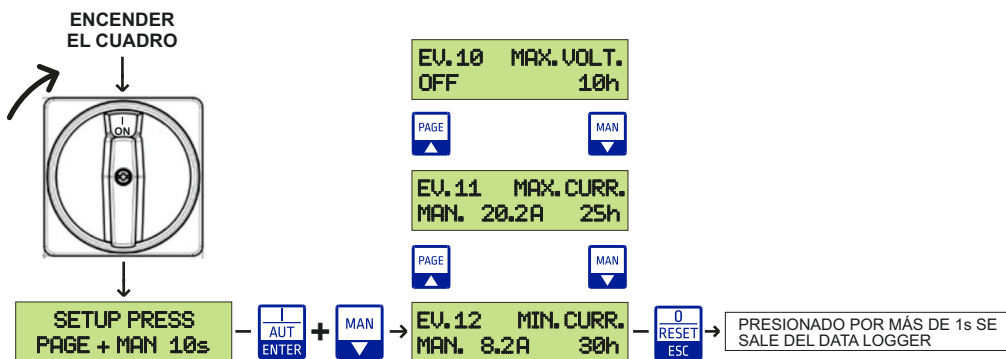 ENCENDER
EL CUADRO
I
ON
SETUP PRESS
PAGE + MAN 10s
I
AUT
ENTER
+
MAN
EV.10 MAX.VOLT.
OFF 10h
PAGE
MAN
EV.11 MAX.CURR.
MAN. 20.2A 25h
PAGE
MAN
EV.12 MIN.CURR.
MAN. 8.2A 30h
0
RESET
ESC
PRESIONADO POR MÁS DE 1s SE
SALE DEL DATA LOGGER